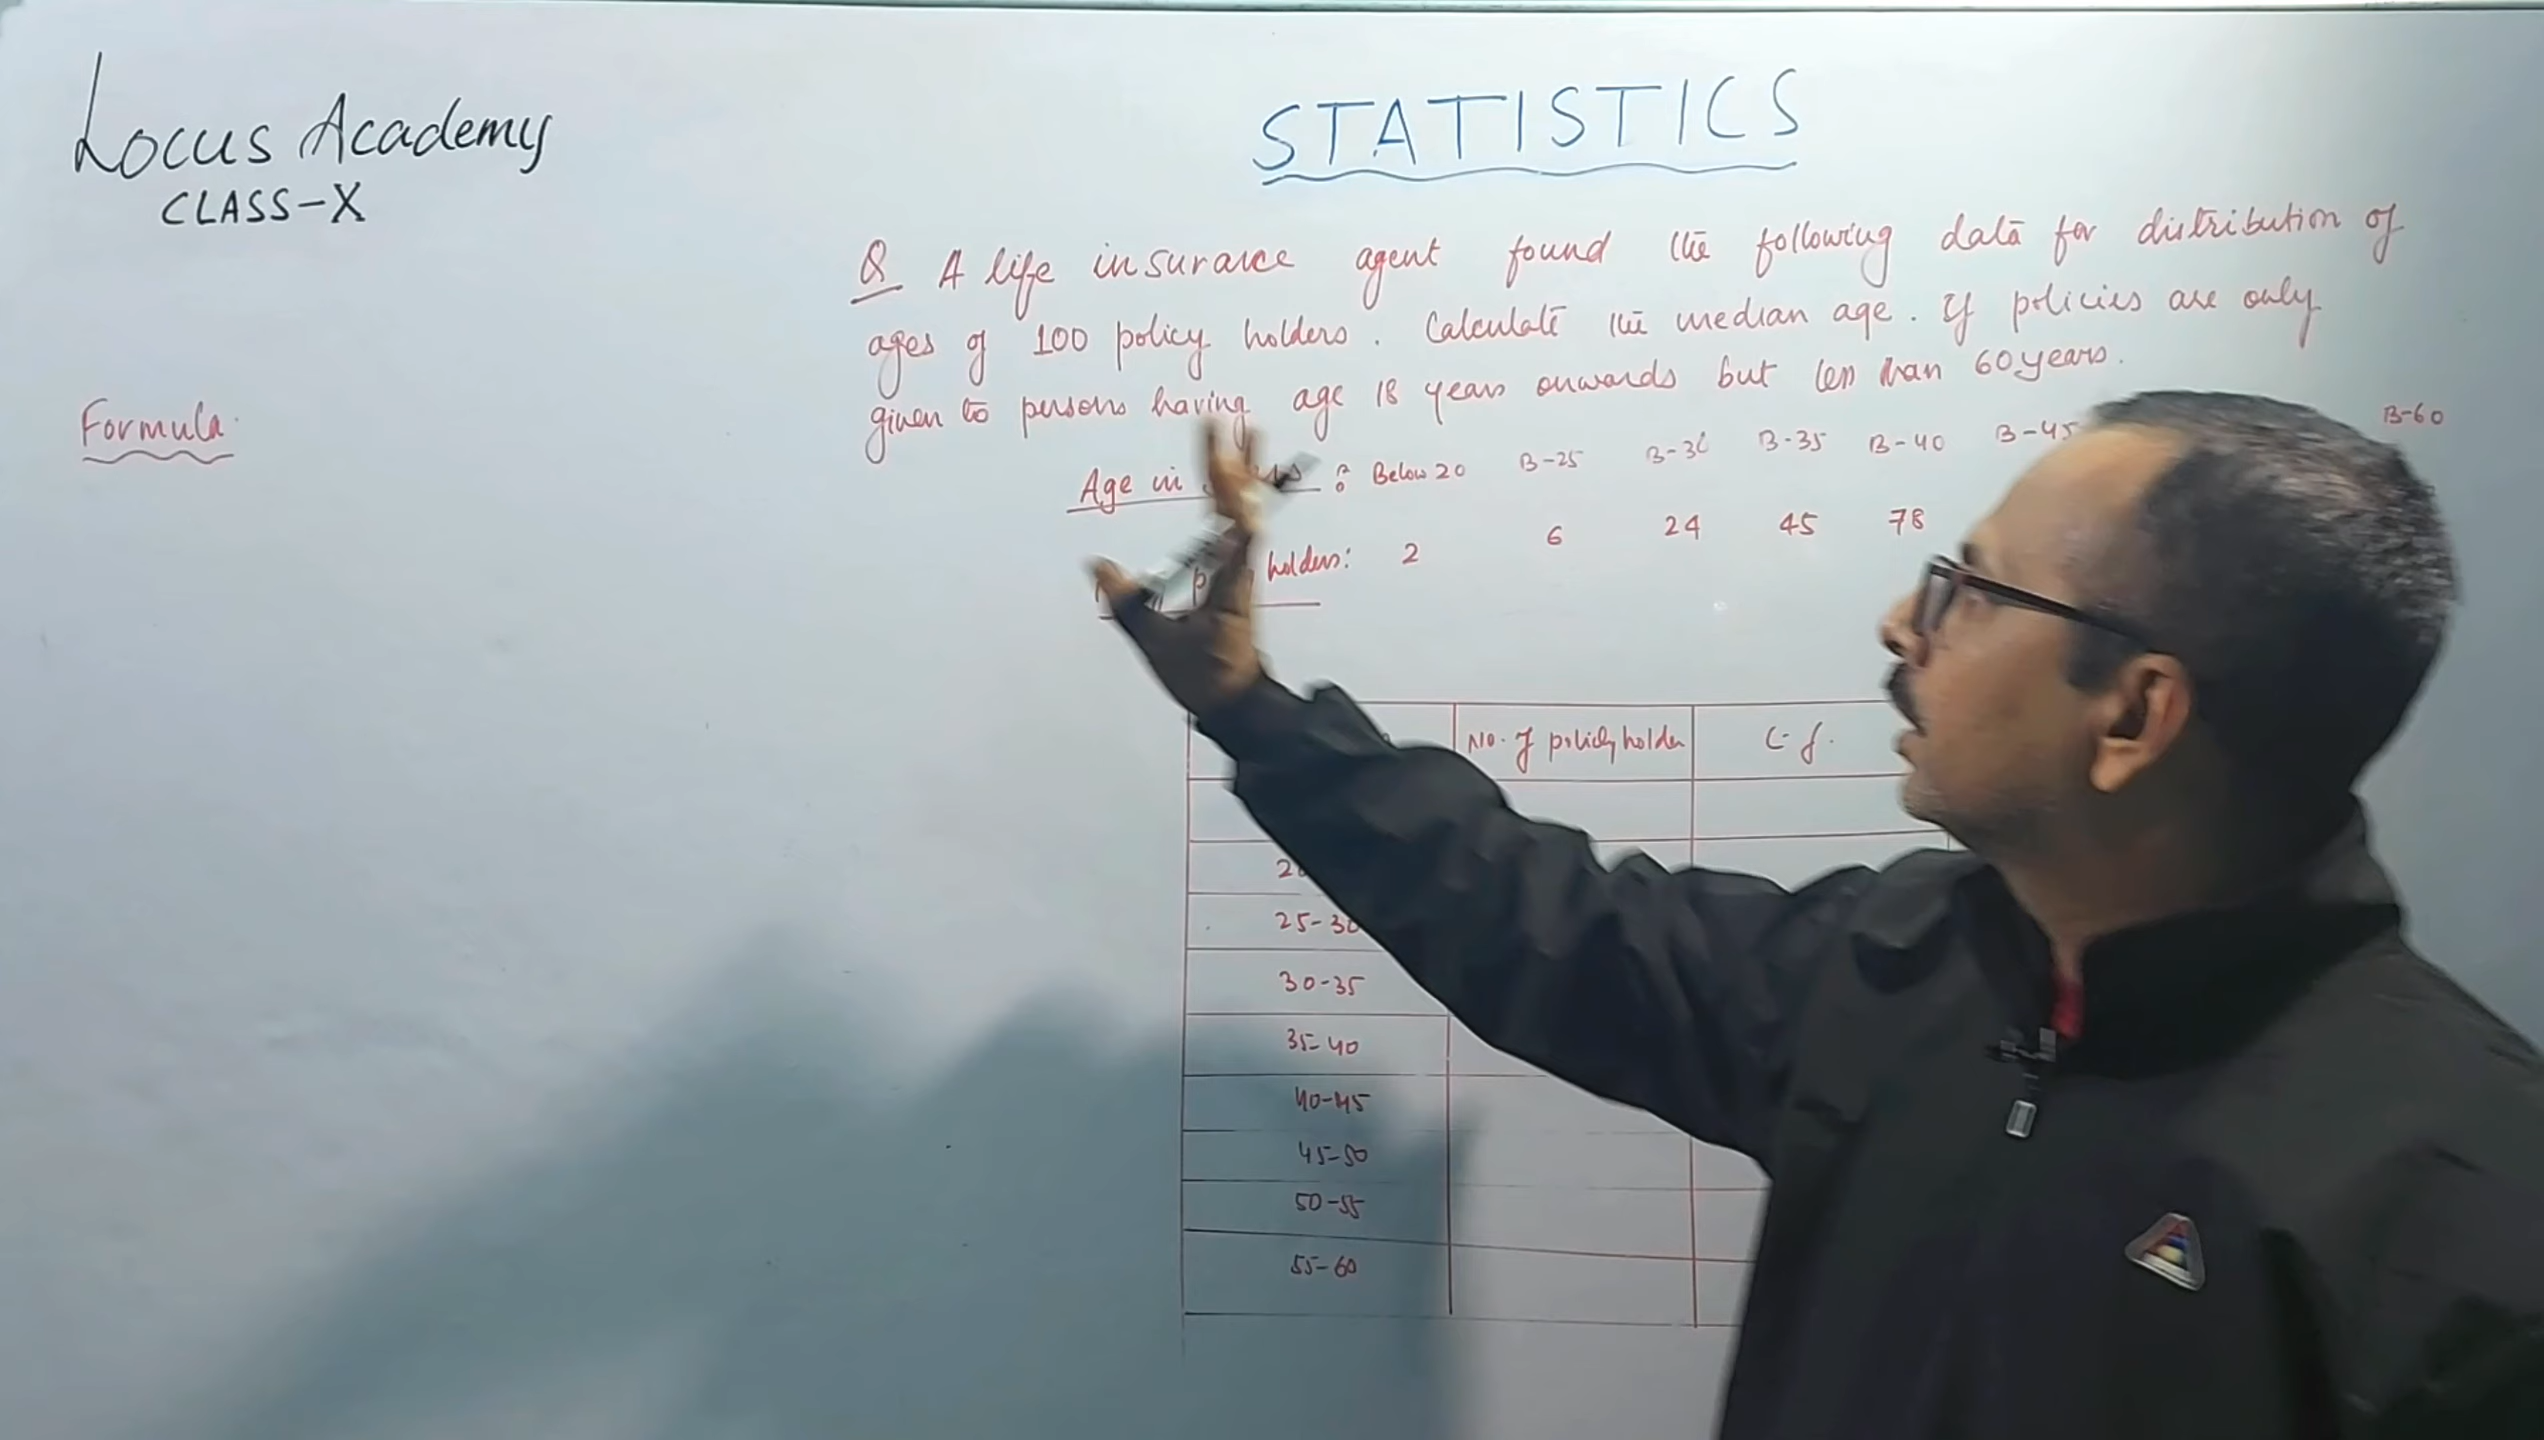 Locus Academy
CLASS-X
STATISTICS
Q A life insurance agent found the following data for distribution of
ages of 100 policy holders. Calculate the median age. If policies are only
given to persons having age 18 years onwards but less than 60 years.
Formula
Age in : Below 20 B-25 B-30 B-35 B-40 B-45 B-60
holders: 2 6 24 45 78
No. of policy holder C.f.
25-30
30-35
35-40
40-45
45-50
50-55
55-60